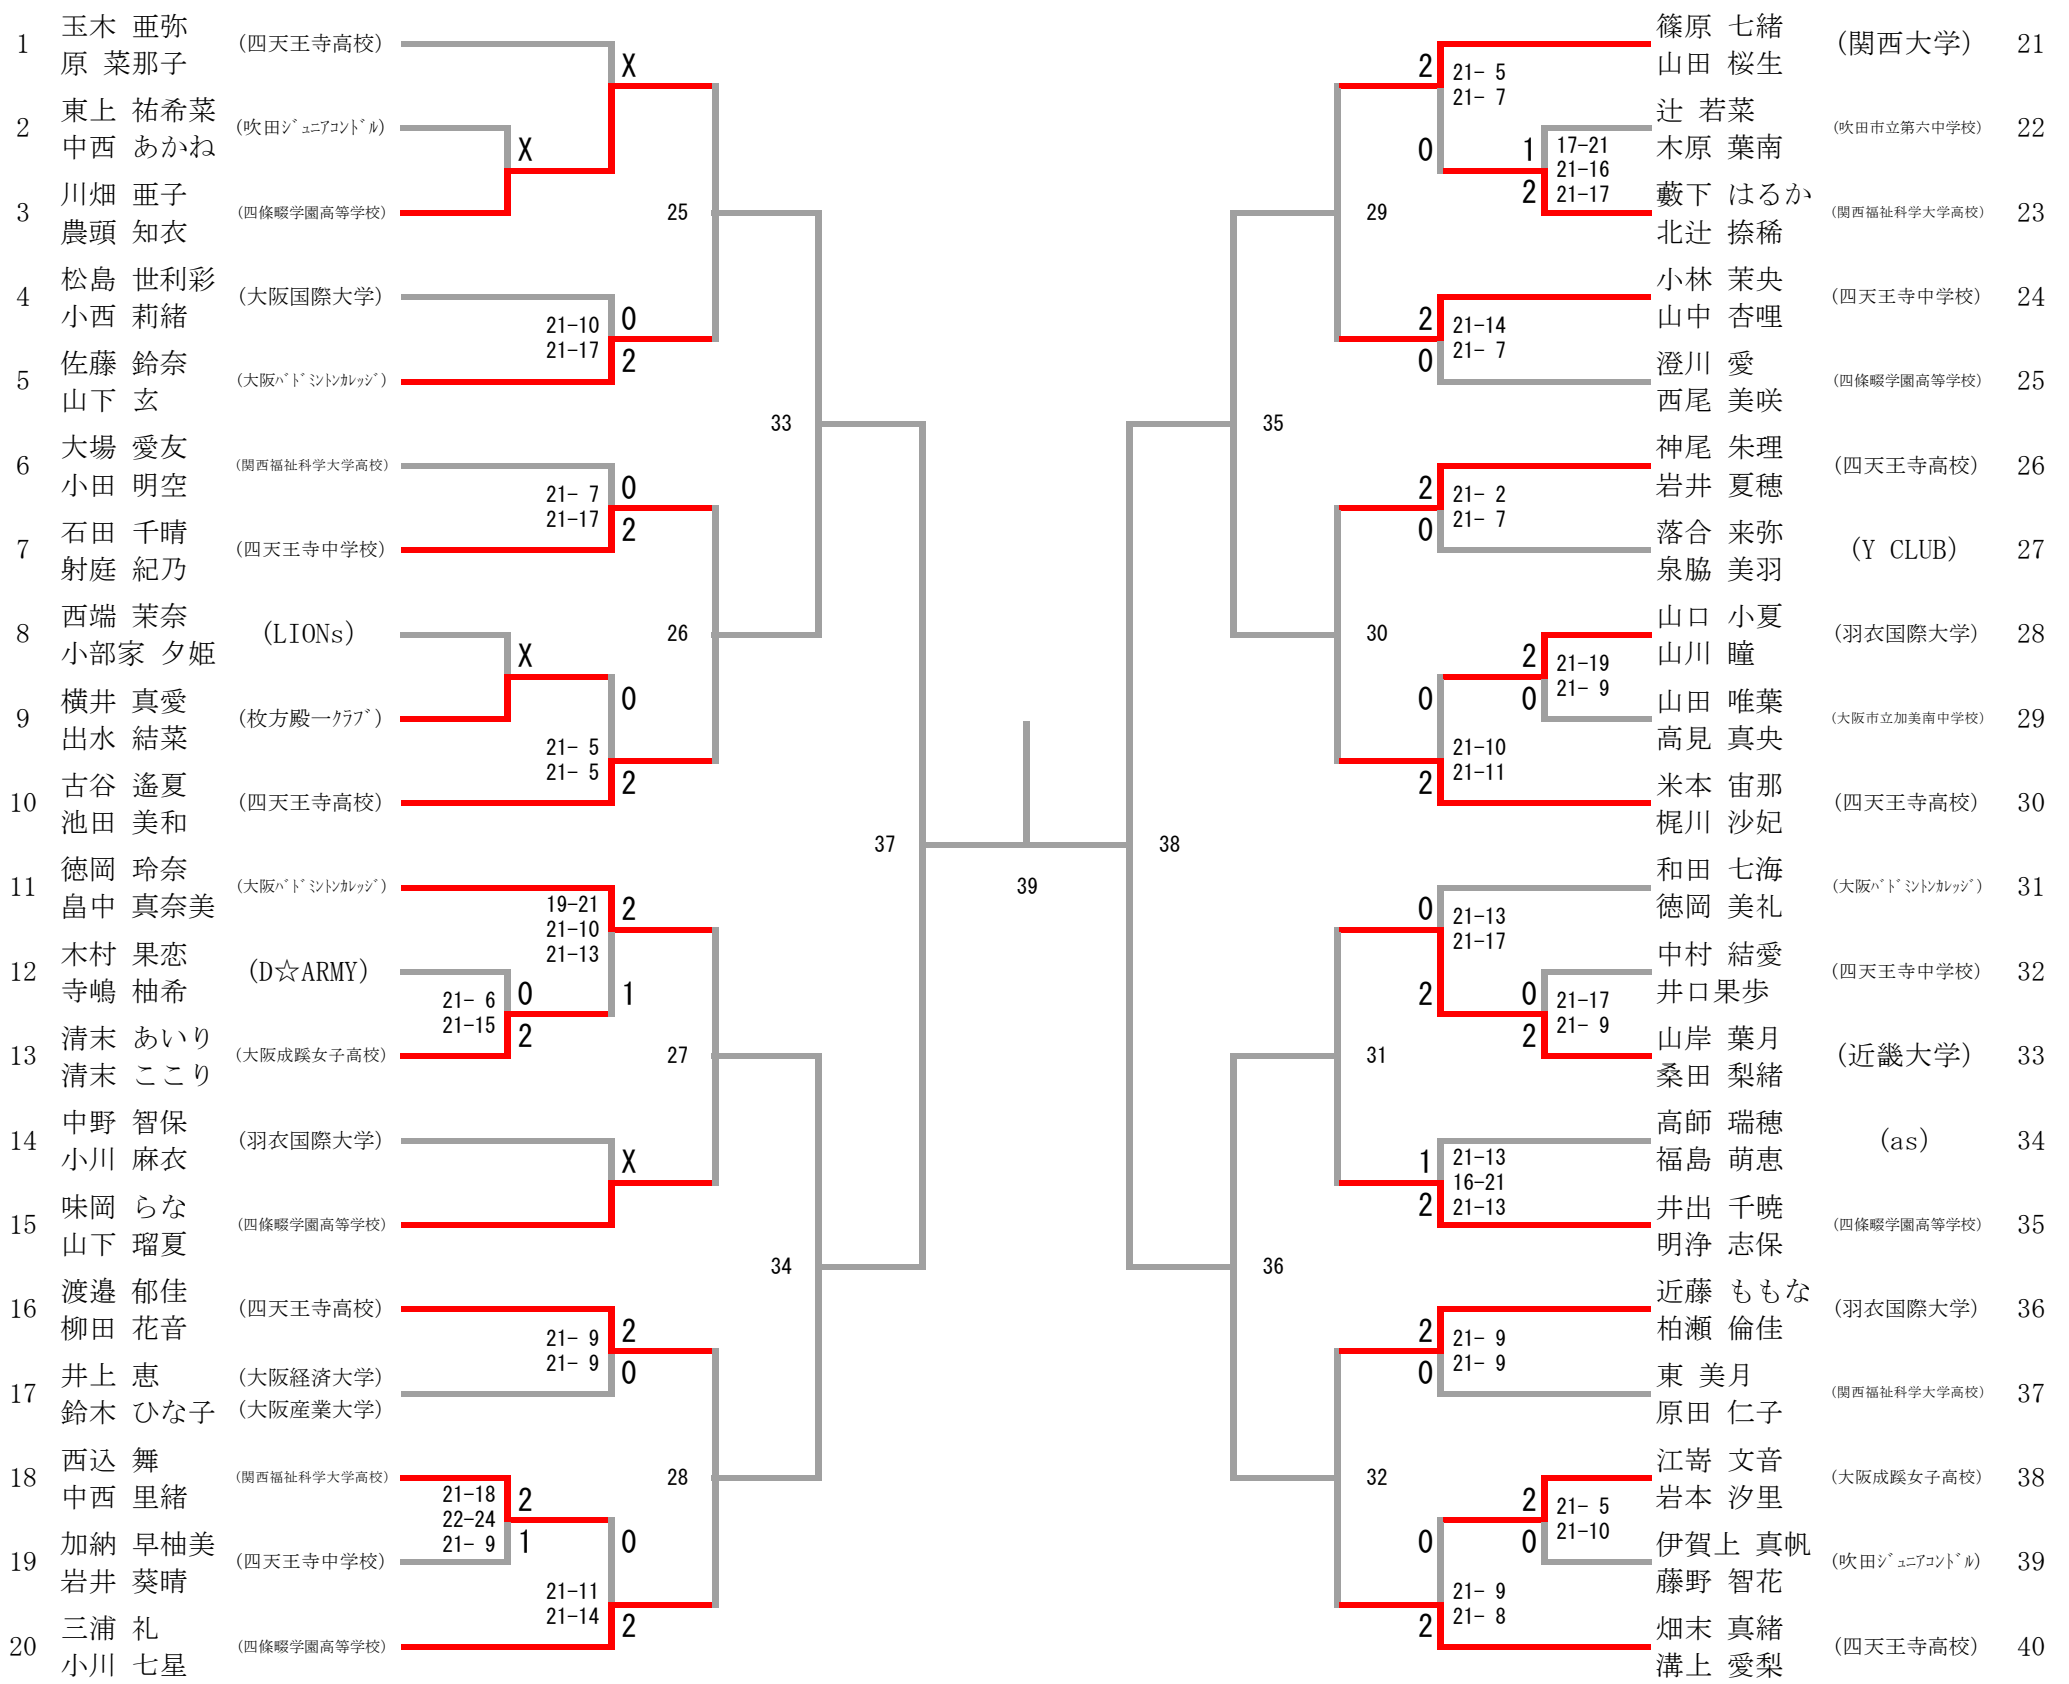 1 玉木 亜弥
原 菜那子 (四天王寺高校)
2 東上 祐希菜
中西 あかね (吹田ｼﾞｭﾆｱｺﾝﾄﾞﾙ)
3 川畑 亜子
農頭 知衣 (四條畷学園高等学校)
4 松島 世利彩
小西 莉緒 (大阪国際大学)
5 佐藤 鈴奈
山下 玄 (大阪ﾊﾞﾄﾞﾐﾝﾄﾝｶﾚｯｼﾞ)
6 大場 愛友
小田 明空 (関西福祉科学大学高校)
7 石田 千晴
射庭 紀乃 (四天王寺中学校)
8 西端 茉奈
小部家 夕姫 (LIONs)
9 横井 真愛
出水 結菜 (枚方殿一ｸﾗﾌﾞ)
10 古谷 遙夏
池田 美和 (四天王寺高校)
11 徳岡 玲奈
畠中 真奈美 (大阪ﾊﾞﾄﾞﾐﾝﾄﾝｶﾚｯｼﾞ)
12 木村 果恋
寺嶋 柚希 (D☆ARMY)
13 清末 あいり
清末 ここり (大阪成蹊女子高校)
14 中野 智保
小川 麻衣 (羽衣国際大学)
15 味岡 らな
山下 瑠夏 (四條畷学園高等学校)
16 渡邉 郁佳
柳田 花音 (四天王寺高校)
17 井上 恵 (大阪経済大学)
鈴木 ひな子 (大阪産業大学)
18 西込 舞
中西 里緒 (関西福祉科学大学高校)
19 加納 早柚美
岩井 葵晴 (四天王寺中学校)
20 三浦 礼
小川 七星 (四條畷学園高等学校)
X
X
25
0
2
21-10
21-17
33
0
2
21- 7
21-17
26
X
0
2
21- 5
21- 5
37
2
1
19-21
21-10
21-13
0
2
21- 6
21-15
27
X
34
2
0
21- 9
21- 9
28
2
1
21-18
22-24
21- 9
0
2
21-11
21-14
39
38
2
0
21- 5
21- 7
1
2
17-21
21-16
21-17
29
2
0
21-14
21- 7
35
2
0
21- 2
21- 7
30
2
0
21-19
21- 9
0
2
21-10
21-11
0
2
21-13
21-17
0
2
21-17
21- 9
31
1
2
21-13
16-21
21-13
36
2
0
21- 9
21- 9
32
2
0
21- 5
21-10
0
2
21- 9
21- 8
篠原 七緒
山田 桜生 (関西大学) 21
辻 若菜
木原 葉南 (吹田市立第六中学校) 22
藪下 はるか
北辻 捺稀 (関西福祉科学大学高校) 23
小林 茉央
山中 杏哩 (四天王寺中学校) 24
澄川 愛
西尾 美咲 (四條畷学園高等学校) 25
神尾 朱理
岩井 夏穂 (四天王寺高校) 26
落合 来弥
泉脇 美羽 (Y CLUB) 27
山口 小夏
山川 瞳 (羽衣国際大学) 28
山田 唯葉
高見 真央 (大阪市立加美南中学校) 29
米本 宙那
梶川 沙妃 (四天王寺高校) 30
和田 七海
徳岡 美礼 (大阪ﾊﾞﾄﾞﾐﾝﾄﾝｶﾚｯｼﾞ) 31
中村 結愛
井口果歩 (四天王寺中学校) 32
山岸 葉月
桑田 梨緒 (近畿大学) 33
高師 瑞穂
福島 萌恵 (as) 34
井出 千暁
明浄 志保 (四條畷学園高等学校) 35
近藤 ももな
柏瀬 倫佳 (羽衣国際大学) 36
東 美月
原田 仁子 (関西福祉科学大学高校) 37
江嵜 文音
岩本 汐里 (大阪成蹊女子高校) 38
伊賀上 真帆
藤野 智花 (吹田ｼﾞｭﾆｱｺﾝﾄﾞﾙ) 39
畑末 真緒
溝上 愛梨 (四天王寺高校) 40